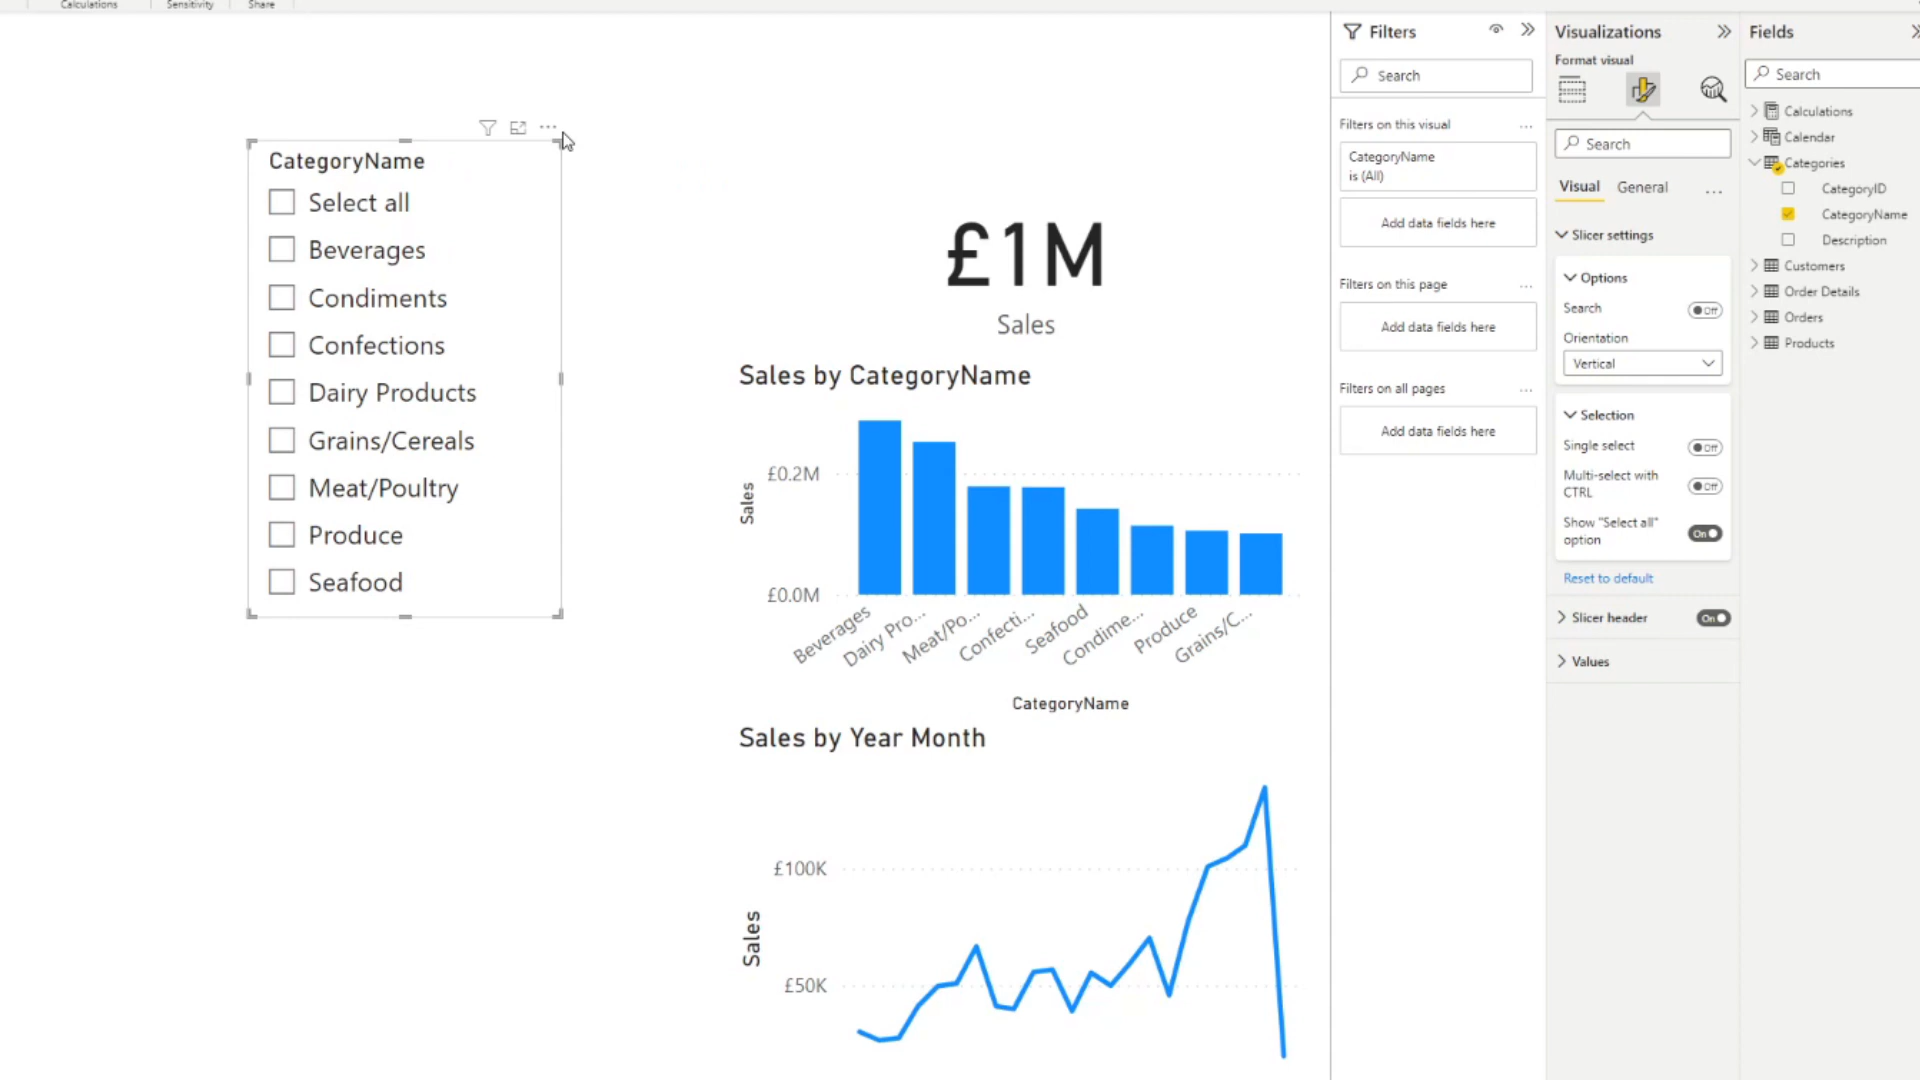 Calculations
Sensitivity
Share
CategoryName
Select all
Beverages
Condiments
Confections
Dairy Products
Grains/Cereals
Meat/Poultry
Produce
Seafood
£1M
Sales
Sales by CategoryName
£0.2M
£0.0M
Sales
Beverages
Dairy Pro...
Meat/Po...
Confecti...
Seafood
Condime...
Produce
Grains/C...
CategoryName
Sales by Year Month
£100K
£50K
Sales
Filters
Search
Filters on this visual
...
CategoryName
is (All)
Add data fields here
Filters on this page
...
Add data fields here
Filters on all pages
...
Add data fields here
Visualizations
Format visual
Search
Visual
General
...
Slicer settings
Options
Search
Off
Orientation
Vertical
Selection
Single select
Off
Multi-select with
CTRL
Off
Show "Select all"
option
On
Reset to default
Slicer header
On
Values
Fields
Search
Calculations
Calendar
Categories
CategoryID
CategoryName
Description
Customers
Order Details
Orders
Products